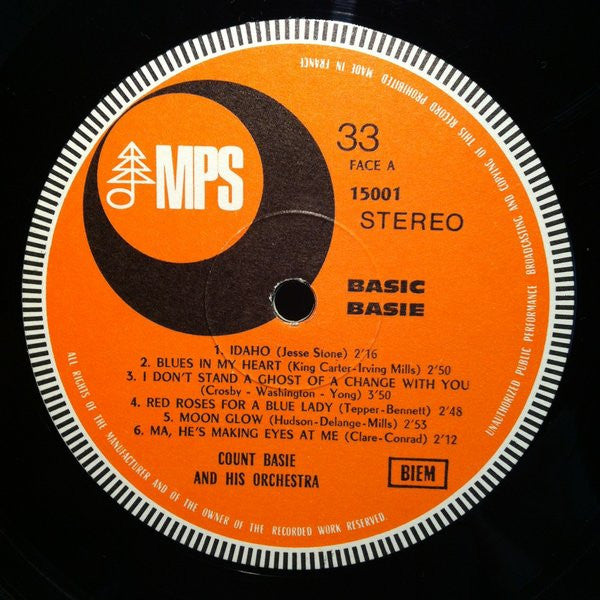 MPS
33
FACE A
15001
STEREO
BASIC
BASIE
1. IDAHO (Jesse Stone) 2'16
2. BLUES IN MY HEART (King Carter-Irving Mills) 2'50
3. I DON'T STAND A GHOST OF A CHANGE WITH YOU
(Crosby - Washington - Yong) 3'50
4. RED ROSES FOR A BLUE LADY (Tepper-Bennett) 2'48
5. MOON GLOW (Hudson-Delange-Mills) 2'53
6. MA, HE'S MAKING EYES AT ME (Clare-Conrad) 2'12
COUNT BASIE
AND HIS ORCHESTRA
BIEM
ALL RIGHTS OF THE MANUFACTURER AND OF THE OWNER OF THE RECORDED WORK RESERVED.
UNAUTHORIZED PUBLIC PERFORMANCE BROADCASTING AND COPYING OF THIS RECORD PROHIBITED MADE IN FRANCE